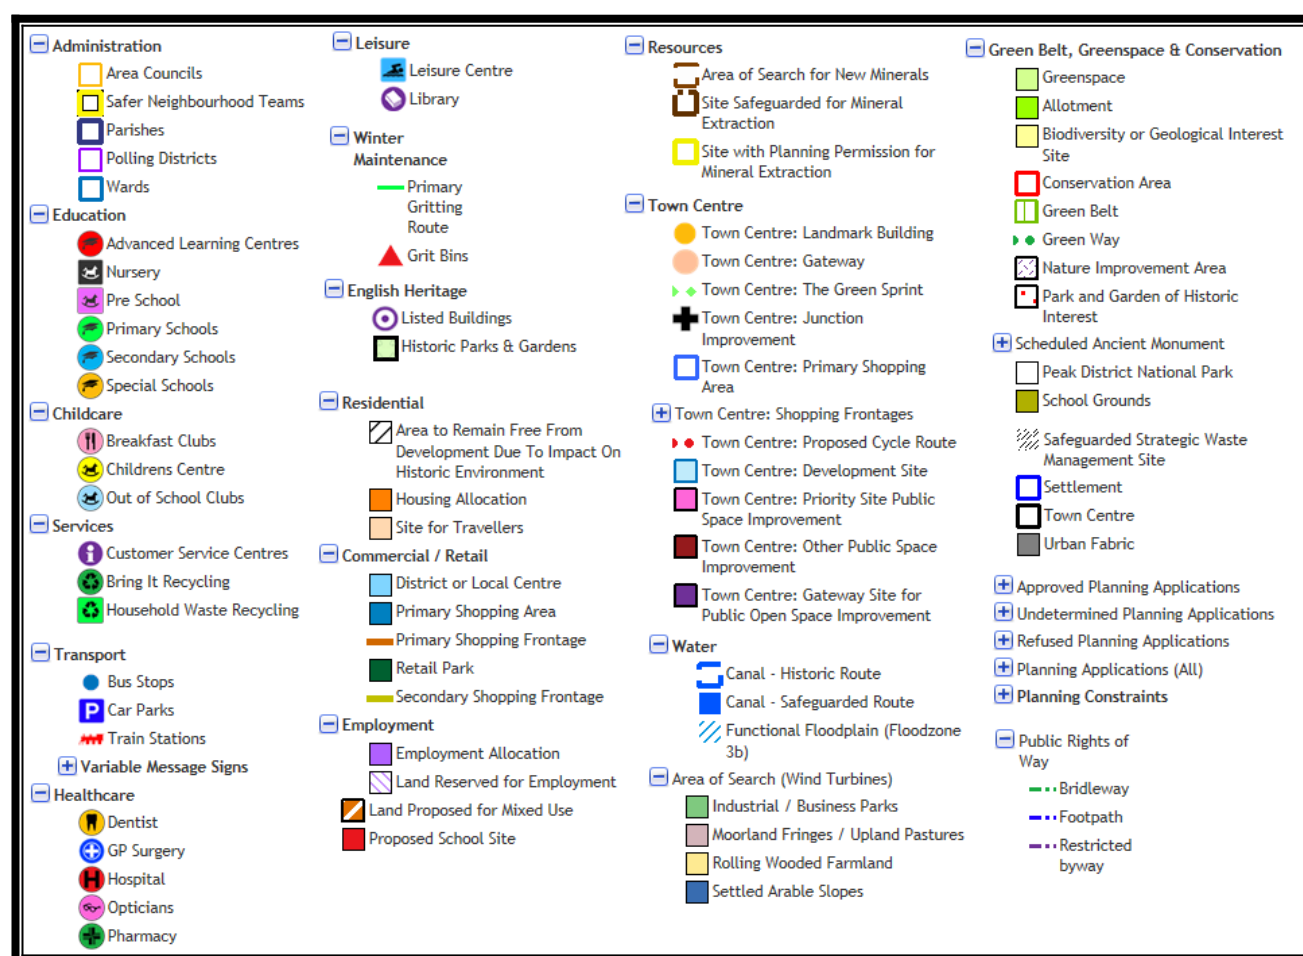 Administration
Area Councils
Safer Neighbourhood Teams
Parishes
Polling Districts
Wards
Education
Advanced Learning Centres
Nursery
Pre School
Primary Schools
Secondary Schools
Special Schools
Childcare
Breakfast Clubs
Childrens Centre
Out of School Clubs
Services
Customer Service Centres
Bring It Recycling
Household Waste Recycling
Transport
Bus Stops
P Car Parks
Train Stations
Variable Message Signs
Healthcare
Dentist
GP Surgery
H Hospital
Opticians
Pharmacy
Leisure
Leisure Centre
Library
Winter
Maintenance
Primary
Gritting
Route
Grit Bins
English Heritage
Listed Buildings
Historic Parks & Gardens
Residential
Area to Remain Free From
Development Due To Impact On
Historic Environment
Housing Allocation
Site for Travellers
Commercial / Retail
District or Local Centre
Primary Shopping Area
Primary Shopping Frontage
Retail Park
Secondary Shopping Frontage
Employment
Employment Allocation
Land Reserved for Employment
Land Proposed for Mixed Use
Proposed School Site
Resources
Area of Search for New Minerals
Site Safeguarded for Mineral
Extraction
Site with Planning Permission for
Mineral Extraction
Town Centre
Town Centre: Landmark Building
Town Centre: Gateway
Town Centre: The Green Sprint
Town Centre: Junction
Improvement
Town Centre: Primary Shopping
Area
Town Centre: Shopping Frontages
Town Centre: Proposed Cycle Route
Town Centre: Development Site
Town Centre: Priority Site Public
Space Improvement
Town Centre: Other Public Space
Improvement
Town Centre: Gateway Site for
Public Open Space Improvement
Water
Canal - Historic Route
Canal - Safeguarded Route
Functional Floodplain (Floodzone
3b)
Area of Search (Wind Turbines)
Industrial / Business Parks
Moorland Fringes / Upland Pastures
Rolling Wooded Farmland
Settled Arable Slopes
Green Belt, Greenspace & Conservation
Greenspace
Allotment
Biodiversity or Geological Interest
Site
Conservation Area
Green Belt
Green Way
Nature Improvement Area
Park and Garden of Historic
Interest
Scheduled Ancient Monument
Peak District National Park
School Grounds
Safeguarded Strategic Waste
Management Site
Settlement
Town Centre
Urban Fabric
Approved Planning Applications
Undetermined Planning Applications
Refused Planning Applications
Planning Applications (All)
Planning Constraints
Public Rights of
Way
Bridleway
Footpath
Restricted
byway